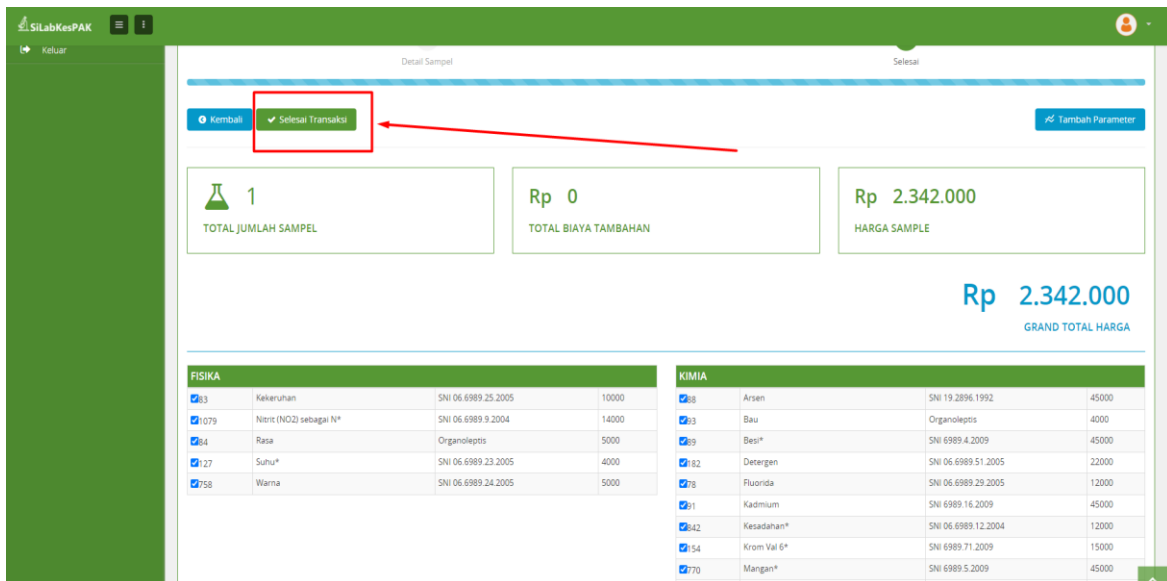 SiLabKesPAK
Keluar
Detail Sampel
Selesai
Kembali
Selesai Transaksi
Tambah Parameter
1
TOTAL JUMLAH SAMPEL
Rp 0
TOTAL BIAYA TAMBAHAN
Rp 2.342.000
HARGA SAMPLE
Rp 2.342.000
GRAND TOTAL HARGA
FISIKA
83 Kekeruhan SNI 06.6989.25.2005 10000
1079 Nitrit (NO2) sebagai N* SNI 06.6989.9.2004 14000
84 Rasa Organoleptis 5000
127 Suhu* SNI 06.6989.23.2005 4000
758 Warna SNI 06.6989.24.2005 5000
KIMIA
88 Arsen SNI 19.2896.1992 45000
93 Bau Organoleptis 4000
89 Besi* SNI 6989.4.2009 45000
182 Detergen SNI 06.6989.51.2005 22000
78 Fluorida SNI 06.6989.29.2005 12000
91 Kadmium SNI 6989.16.2009 45000
842 Kesadahan* SNI 06.6989.12.2004 12000
154 Krom Val 6* SNI 6989.71.2009 15000
770 Mangan* SNI 6989.5.2009 45000